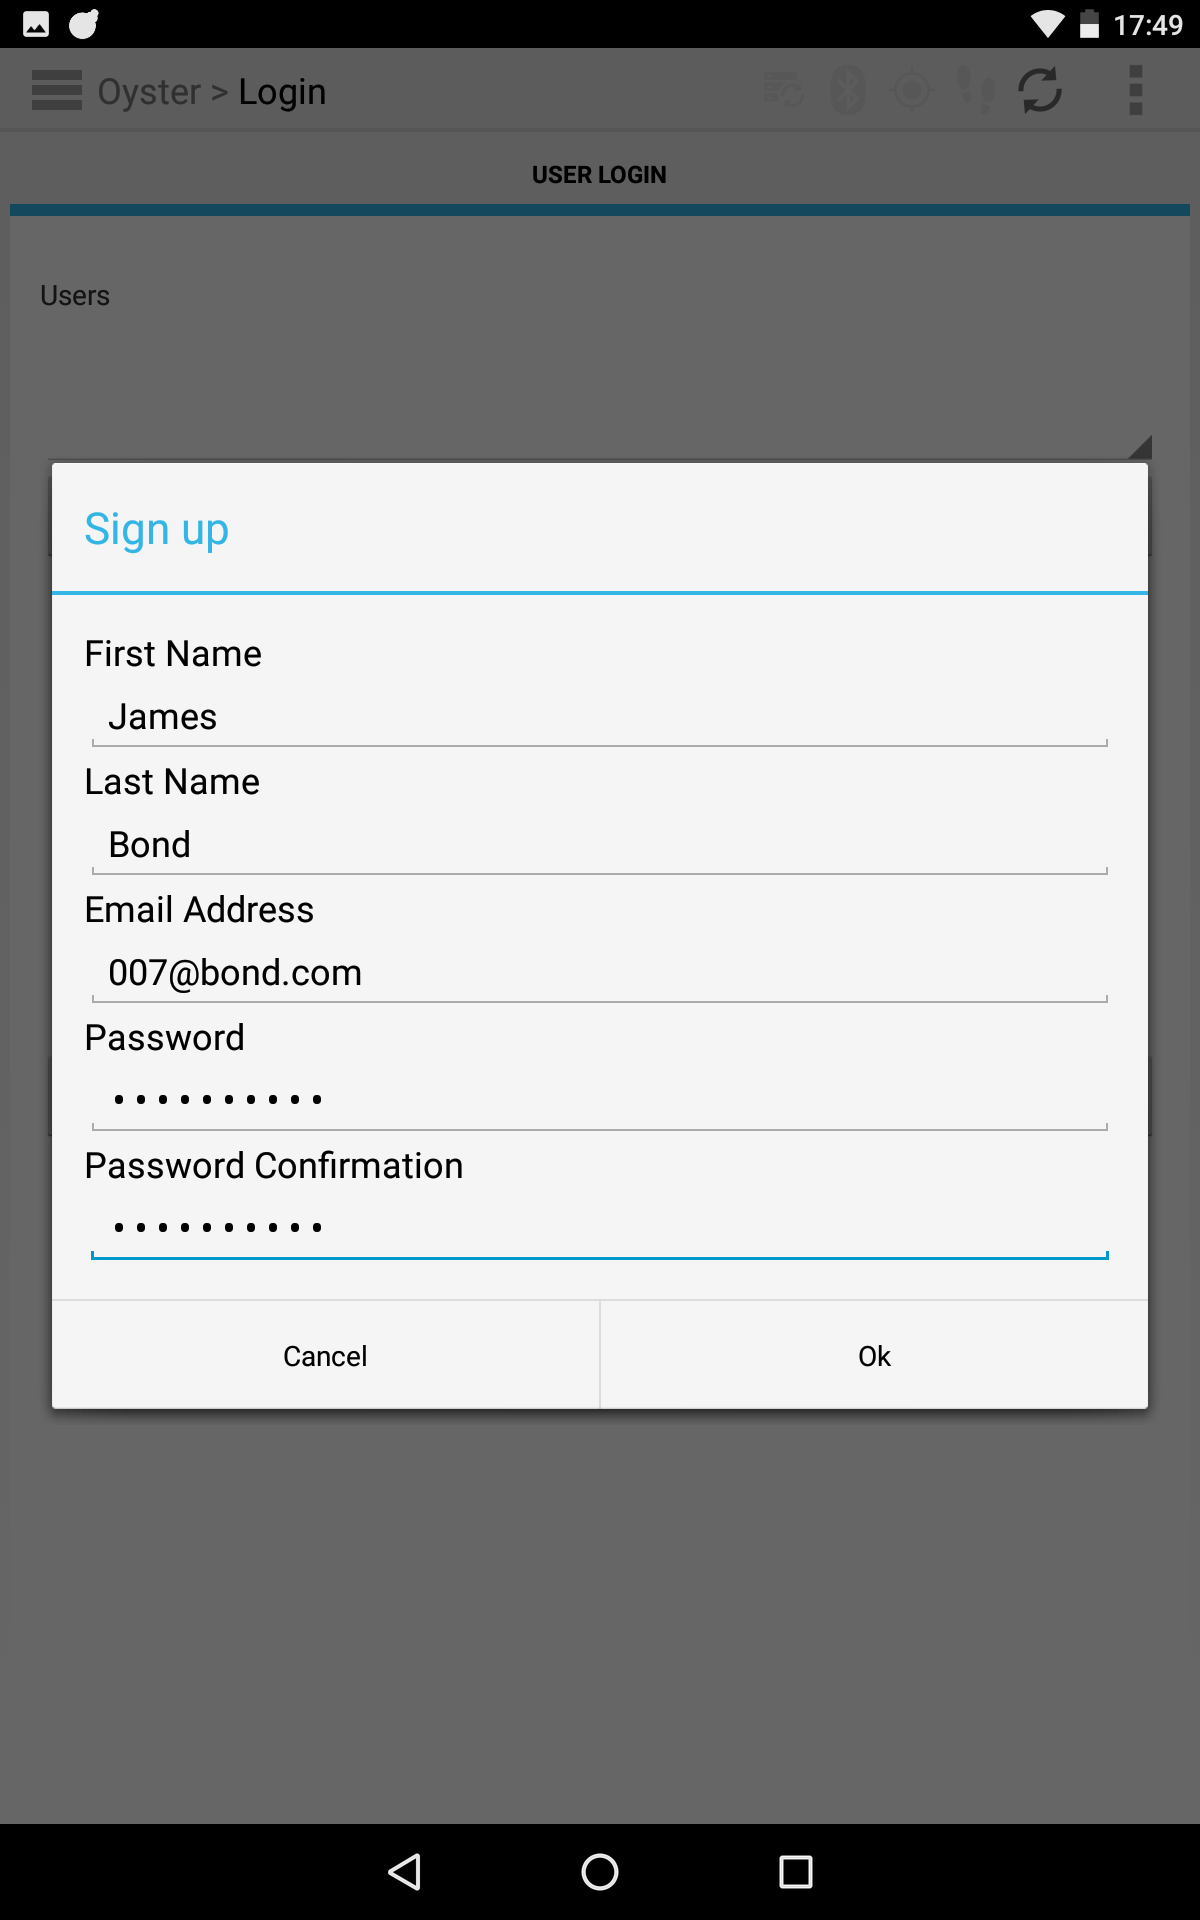 17:49
Oyster > Login
USER LOGIN
Users
Sign up
First Name
James
Last Name
Bond
Email Address
007@bond.com
Password
••••••••••
Password Confirmation
••••••••••
Cancel
Ok